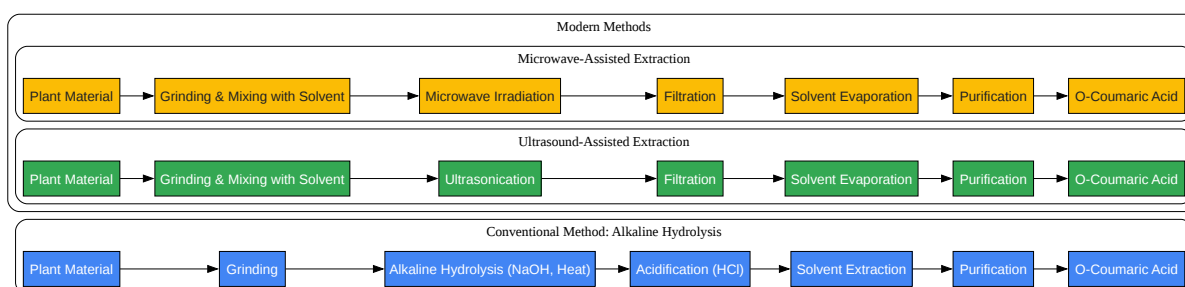 Modern Methods
Microwave-Assisted Extraction
Plant Material
Grinding & Mixing with Solvent
Microwave Irradiation
Filtration
Solvent Evaporation
Purification
O-Coumaric Acid
Ultrasound-Assisted Extraction
Plant Material
Grinding & Mixing with Solvent
Ultrasonication
Filtration
Solvent Evaporation
Purification
O-Coumaric Acid
Conventional Method: Alkaline Hydrolysis
Plant Material
Grinding
Alkaline Hydrolysis (NaOH, Heat)
Acidification (HCl)
Solvent Extraction
Purification
O-Coumaric Acid